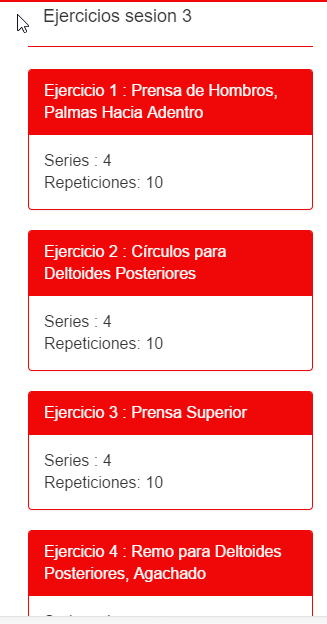 Ejercicios sesion 3
Ejercicio 1 : Prensa de Hombros,
Palmas Hacia Adentro
Series : 4
Repeticiones: 10
Ejercicio 2 : Círculos para
Deltoides Posteriores
Series : 4
Repeticiones: 10
Ejercicio 3 : Prensa Superior
Series : 4
Repeticiones: 10
Ejercicio 4 : Remo para Deltoides
Posteriores, Agachado